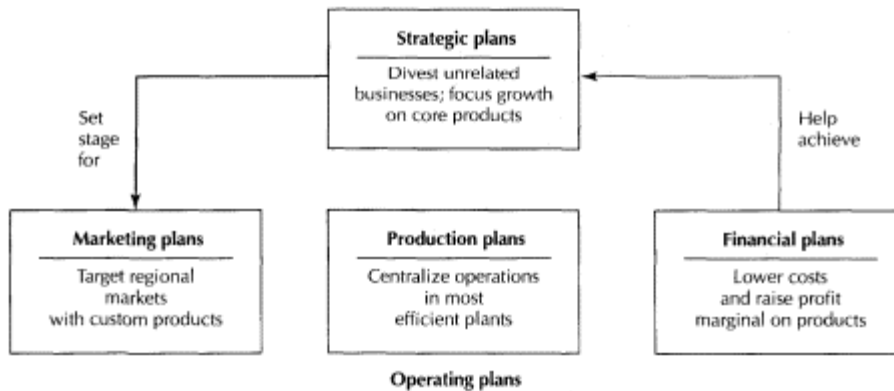 Strategic plans
Divest unrelated
businesses; focus growth
on core products
Set
stage
for
Help
achieve
Marketing plans
Target regional
markets
with custom products
Production plans
Centralize operations
in most
efficient plants
Financial plans
Lower costs
and raise profit
marginal on products
Operating plans